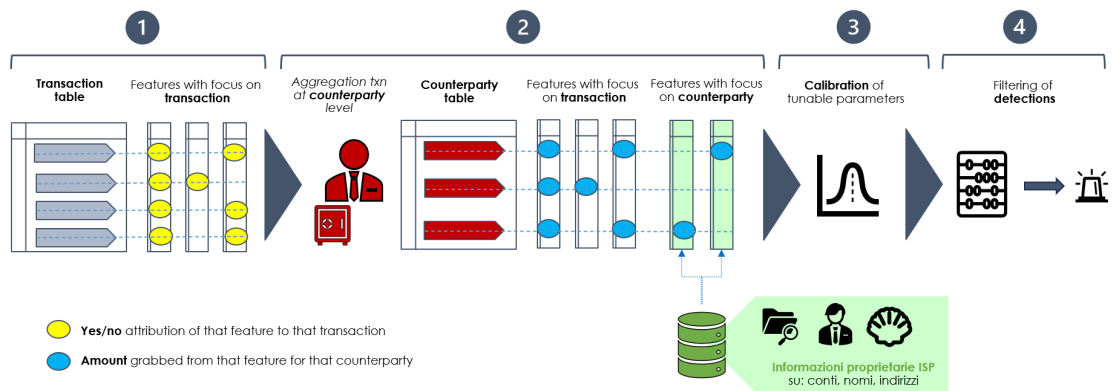 1
2
3
4
Transaction
table
Features with focus on
transaction
Aggregation txn
at counterparty
level
Counterparty
table
Features with focus
on transaction
Features with focus
on counterparty
Calibration of
tunable parameters
Filtering of
detections
Yes/no attribution of that feature to that transaction
Amount grabbed from that feature for that counterparty
Informazioni proprietarie ISP
su: conti, nomi, indirizzi